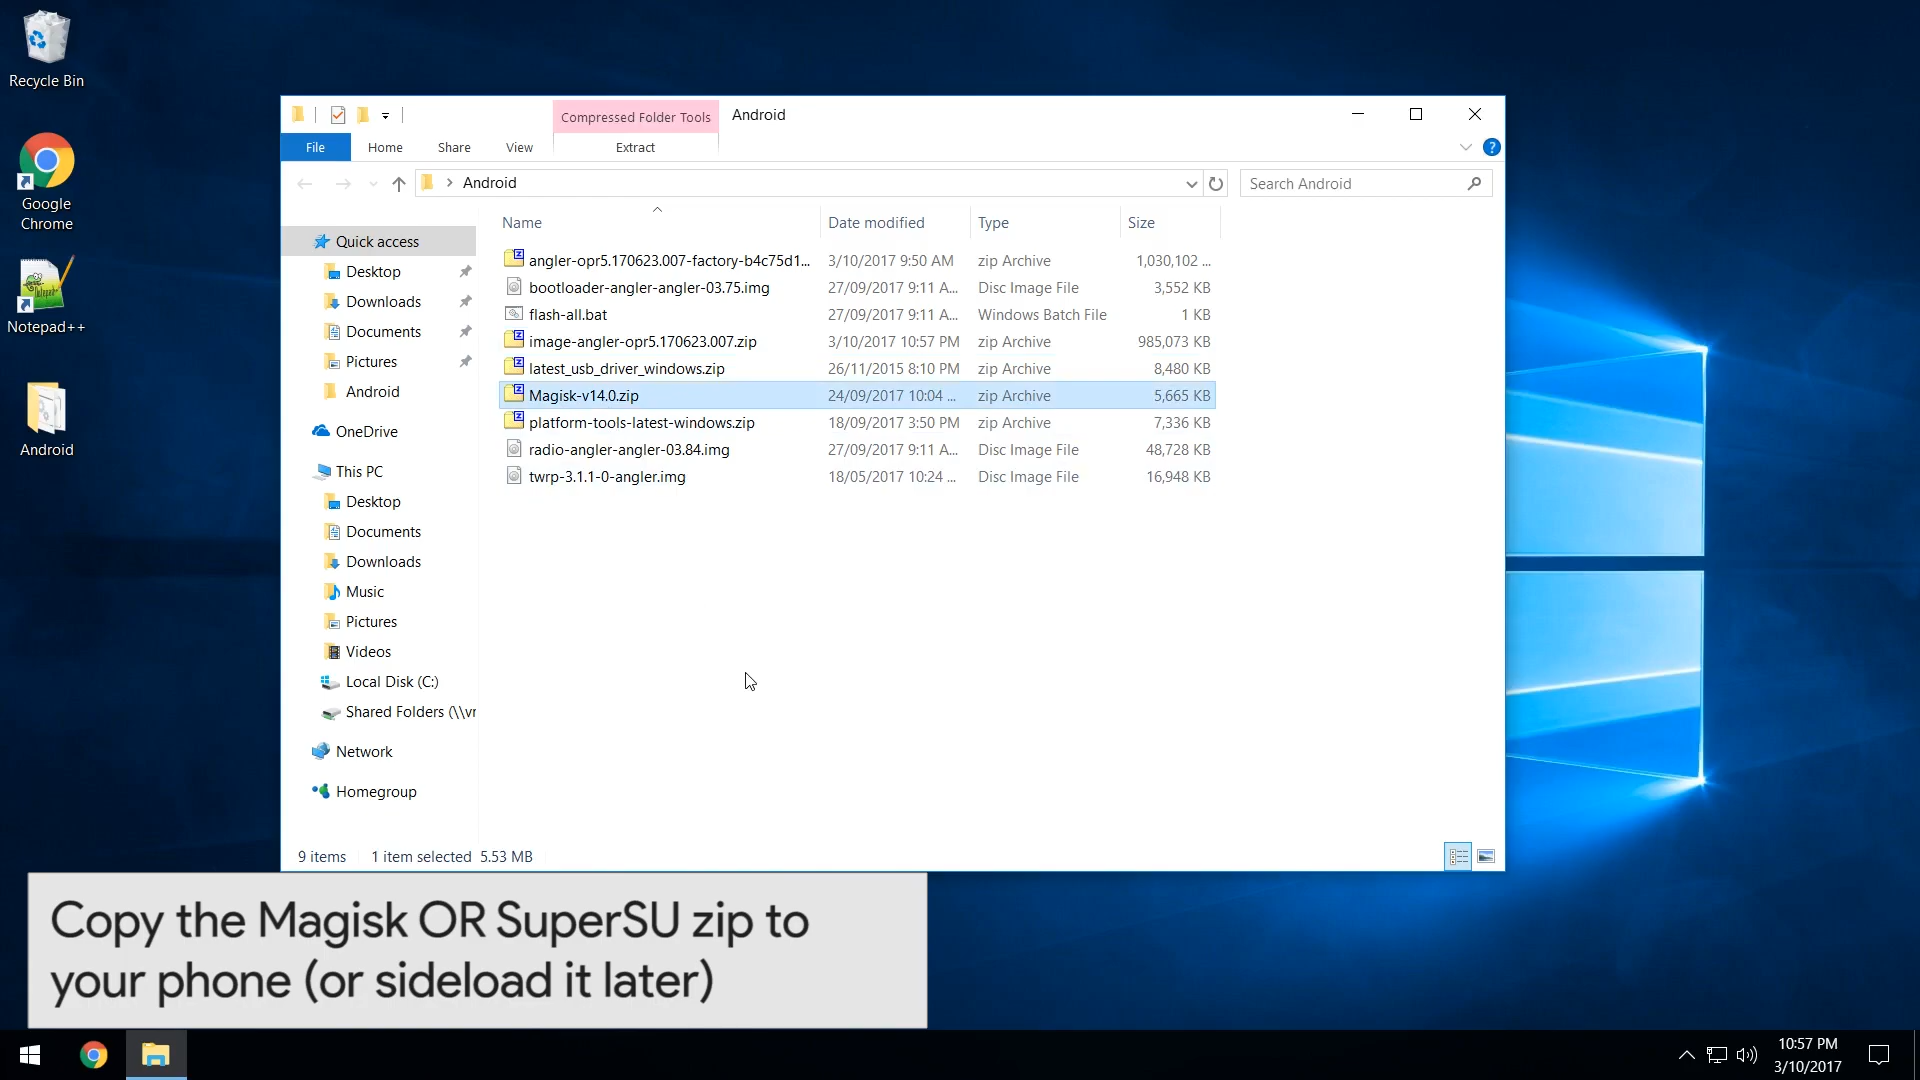 Recycle Bin
Google
Chrome
Notepad++
Android
Compressed Folder Tools
Android
File
Home
Share
View
Extract
Android
Search Android
Name
Date modified
Type
Size
angler-opr5.170623.007-factory-b4c75d1... 3/10/2017 9:50 AM zip Archive 1,030,102 ...
bootloader-angler-angler-03.75.img 27/09/2017 9:11 A... Disc Image File 3,552 KB
flash-all.bat 27/09/2017 9:11 A... Windows Batch File 1 KB
image-angler-opr5.170623.007.zip 3/10/2017 10:57 PM zip Archive 985,073 KB
latest_usb_driver_windows.zip 26/11/2015 8:10 PM zip Archive 8,480 KB
Magisk-v14.0.zip 24/09/2017 10:04 ... zip Archive 5,665 KB
platform-tools-latest-windows.zip 18/09/2017 3:50 PM zip Archive 7,336 KB
radio-angler-angler-03.84.img 27/09/2017 9:11 A... Disc Image File 48,728 KB
twrp-3.1.1-0-angler.img 18/05/2017 10:24 ... Disc Image File 16,948 KB
Quick access
Desktop
Downloads
Documents
Pictures
Android
OneDrive
This PC
Desktop
Documents
Downloads
Music
Pictures
Videos
Local Disk (C:)
Shared Folders (\\vr
Network
Homegroup
9 items 1 item selected 5.53 MB
Copy the Magisk OR SuperSU zip to
your phone (or sideload it later)
10:57 PM
3/10/2017